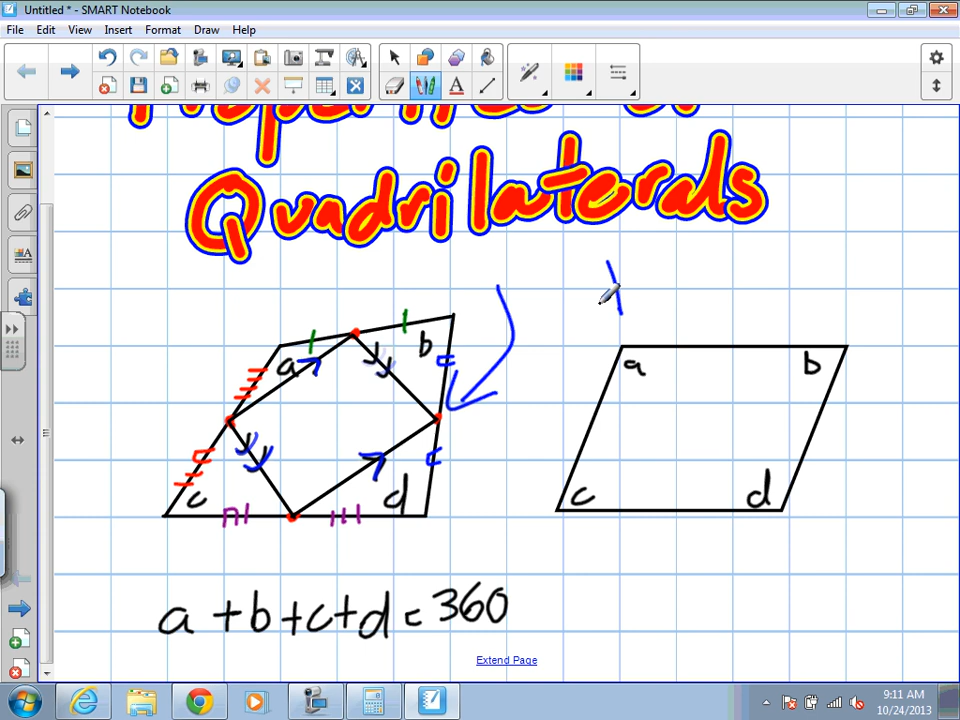 Untitled * - SMART Notebook
File Edit View Insert Format Draw Help
Quadrilaterals
a b
c d
a b
c d
a + b + c + d = 360
Extend Page
9:11 AM
10/24/2013